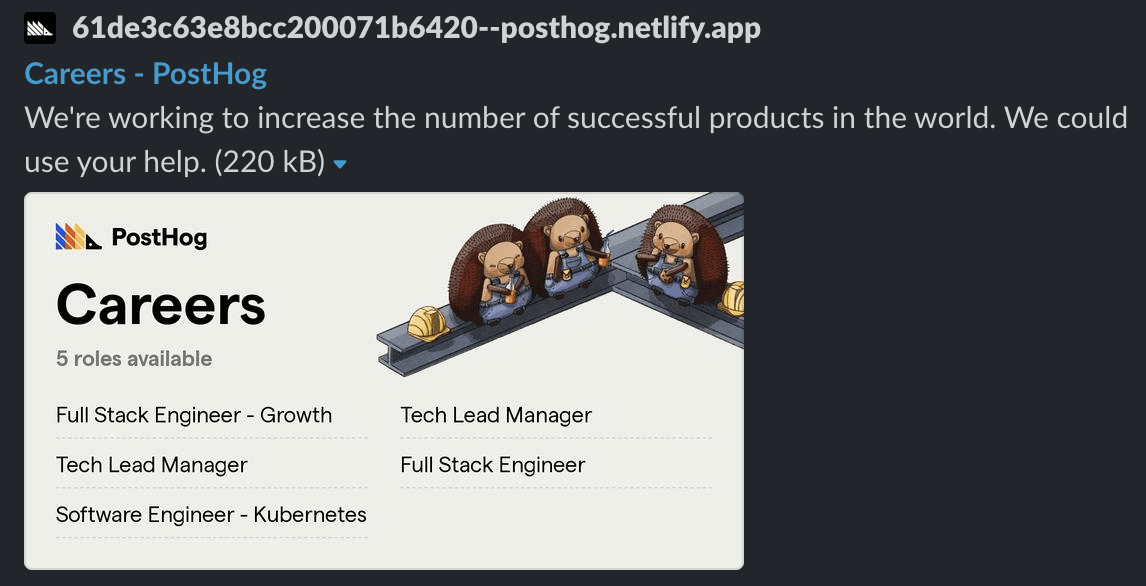 61de3c63e8bcc200071b6420--posthog.netlify.app
Careers - PostHog
We're working to increase the number of successful products in the world. We could
use your help. (220 kB)
PostHog
Careers
5 roles available
Full Stack Engineer - Growth
Tech Lead Manager
Software Engineer - Kubernetes
Tech Lead Manager
Full Stack Engineer